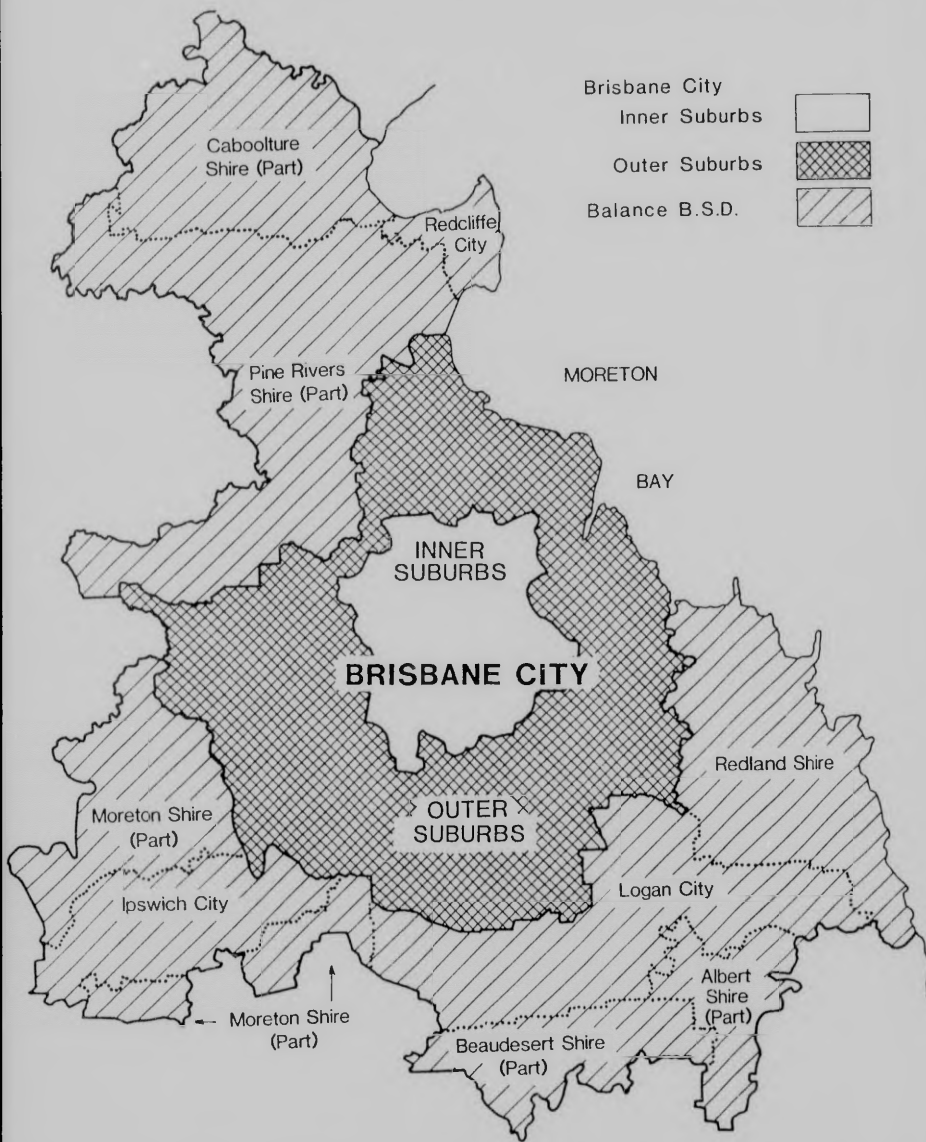 Brisbane City
Inner Suburbs
Outer Suburbs
Balance B.S.D.
Caboolture
Shire (Part)
Redcliffe
City
Pine Rivers
Shire (Part)
MORETON
BAY
INNER
SUBURBS
BRISBANE CiTY
OUTER
SUBURBS
Redland Shire
Moreton Shire
(Part)
Ipswich City
Logan City
Albert
Shire
(Part)
Moreton Shire
(Part)
Beaudesert Shire
(Part)